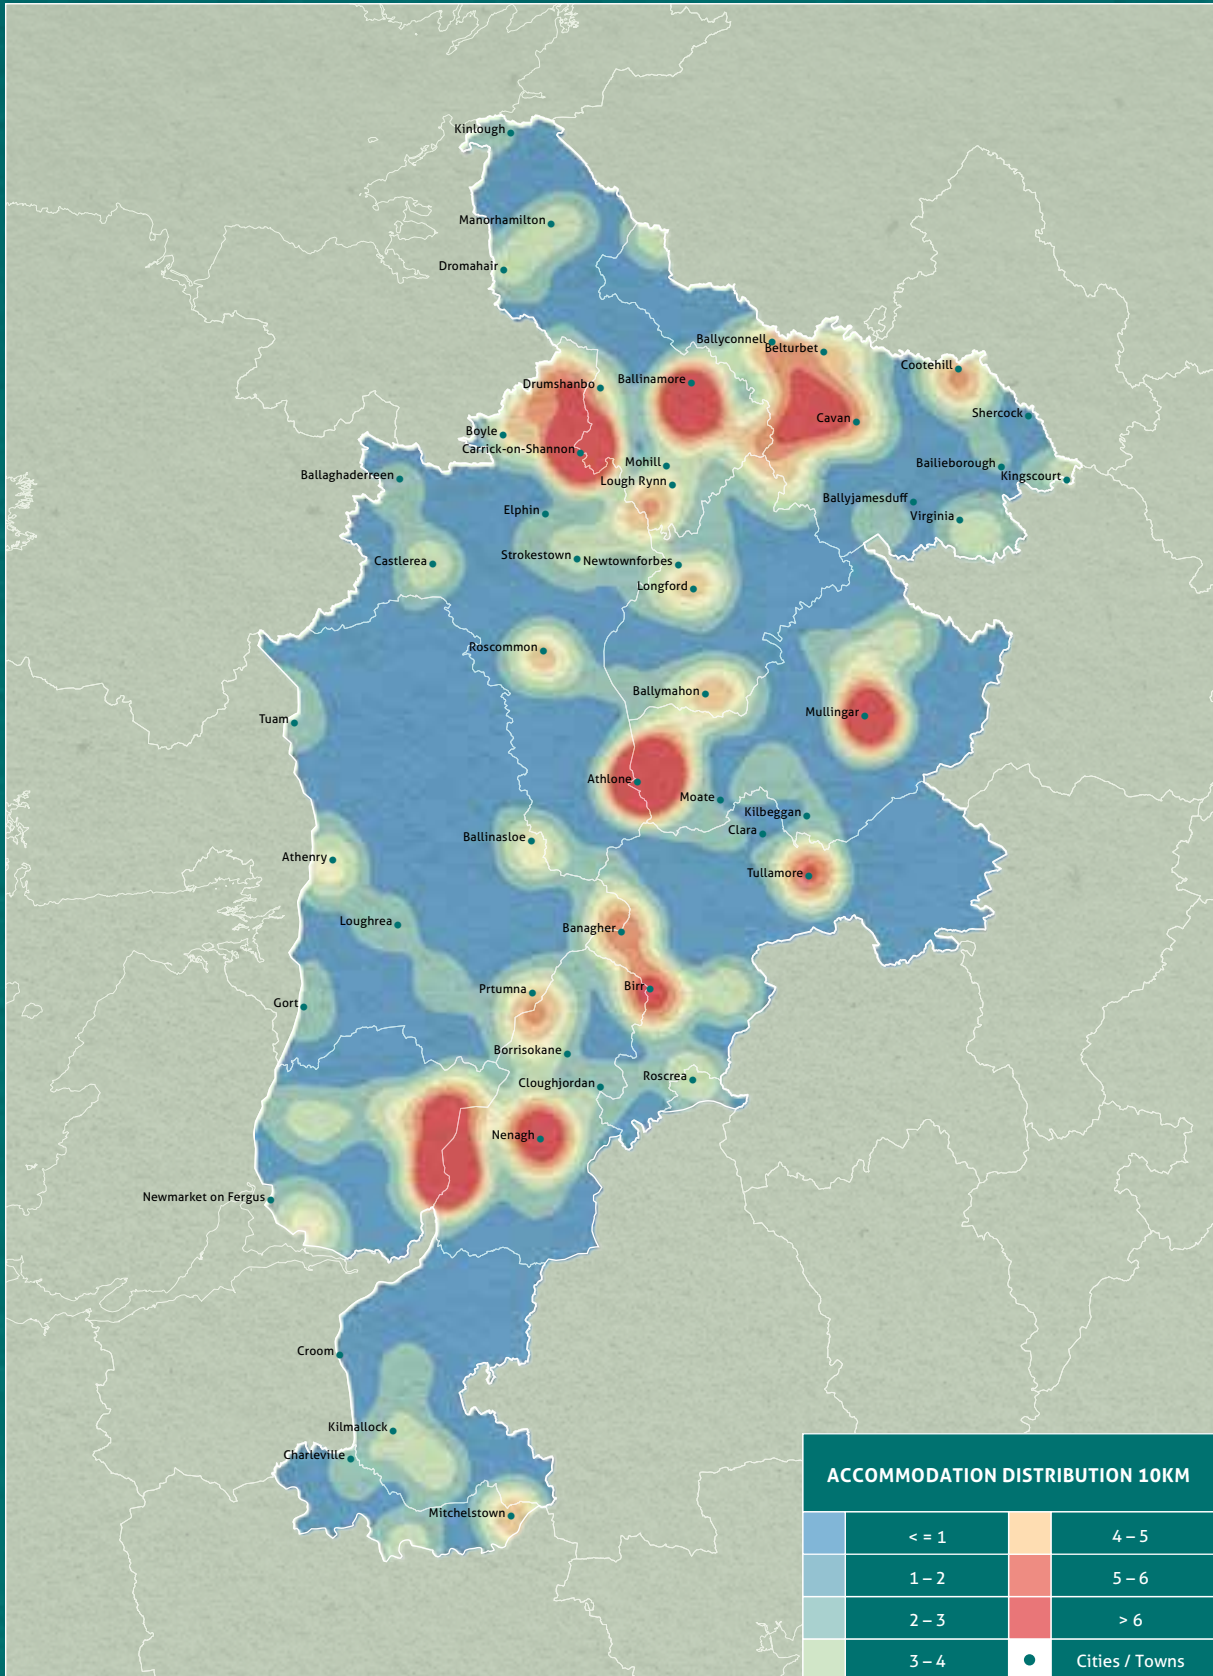 Kinlough
Manorhamilton
Dromahair
Ballyconnell
Belturbet
Cootehill
Drumshanbo
Ballinamore
Shercock
Cavan
Boyle
Carrick-on-Shannon
Mohill
Bailieborough
Kingscourt
Ballaghaderreen
Lough Rynn
Ballyjamesduff
Elphin
Virginia
Strokestown
Newtownforbes
Castlerea
Longford
Roscommon
Ballymahon
Mullingar
Tuam
Athlone
Moate
Kilbeggan
Clara
Ballinasloe
Athenry
Tullamore
Loughrea
Banagher
Prtumna
Birr
Gort
Borrisokane
Cloughjordan
Roscrea
Nenagh
Newmarket on Fergus
Croom
Kilmallock
Charleville
Mitchelstown
ACCOMMODATION DISTRIBUTION 10KM
< = 1
4 – 5
1 – 2
5 – 6
2 – 3
> 6
3 – 4
Cities / Towns